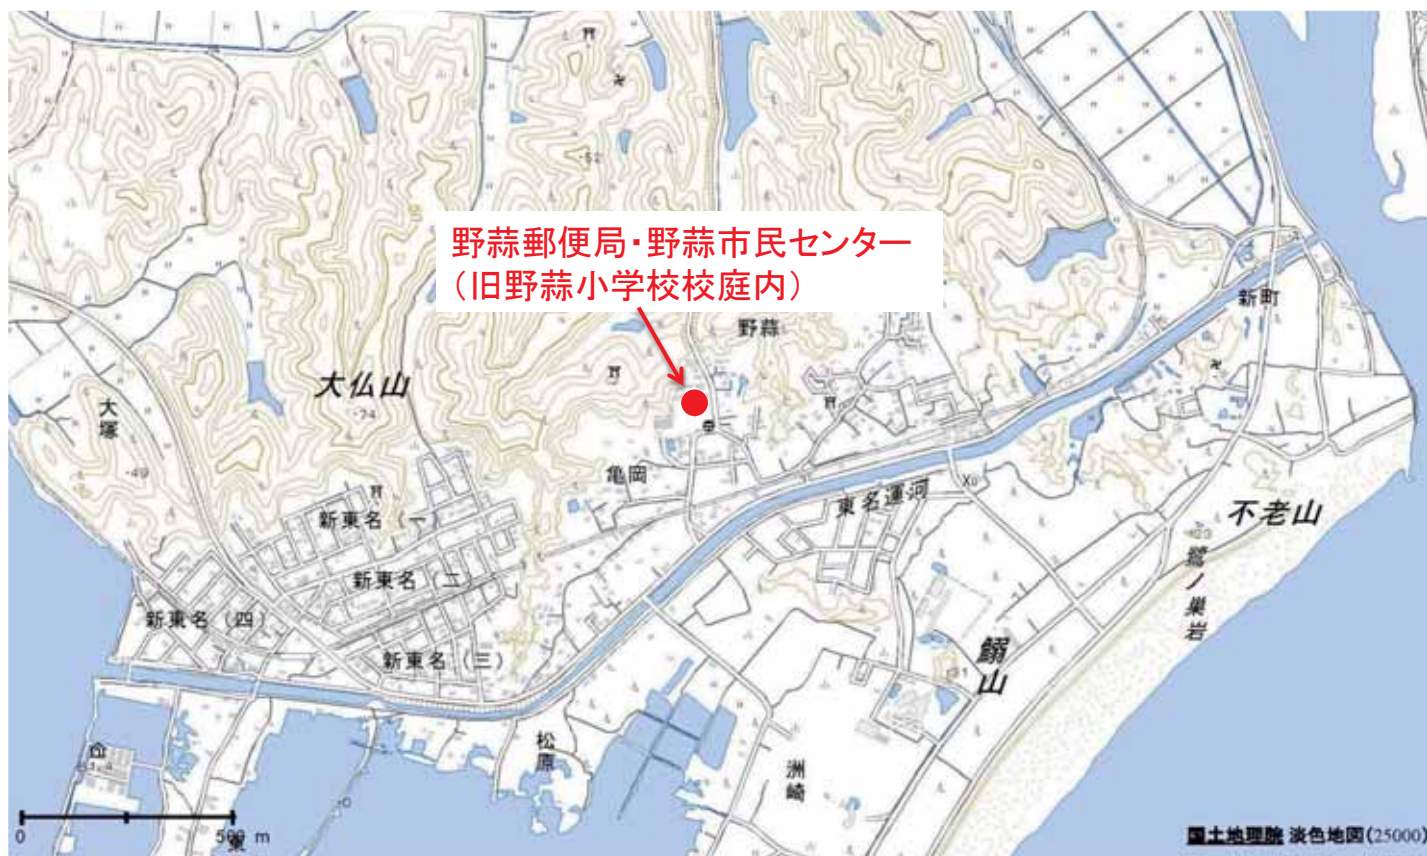 野蒜郵便局・野蒜市民センター
（旧野蒜小学校校庭内）
野蒜
新町
大仏山
大塚
・74
・52
・49
亀岡
東名運河
不老山
・23
鷺ノ巣岩
新東名（一）
新東名（二）
新東名（四）
新東名（三）
鰯山
松原
洲崎
・0
東
0
500 m
国土地理院 淡色地図(25000)